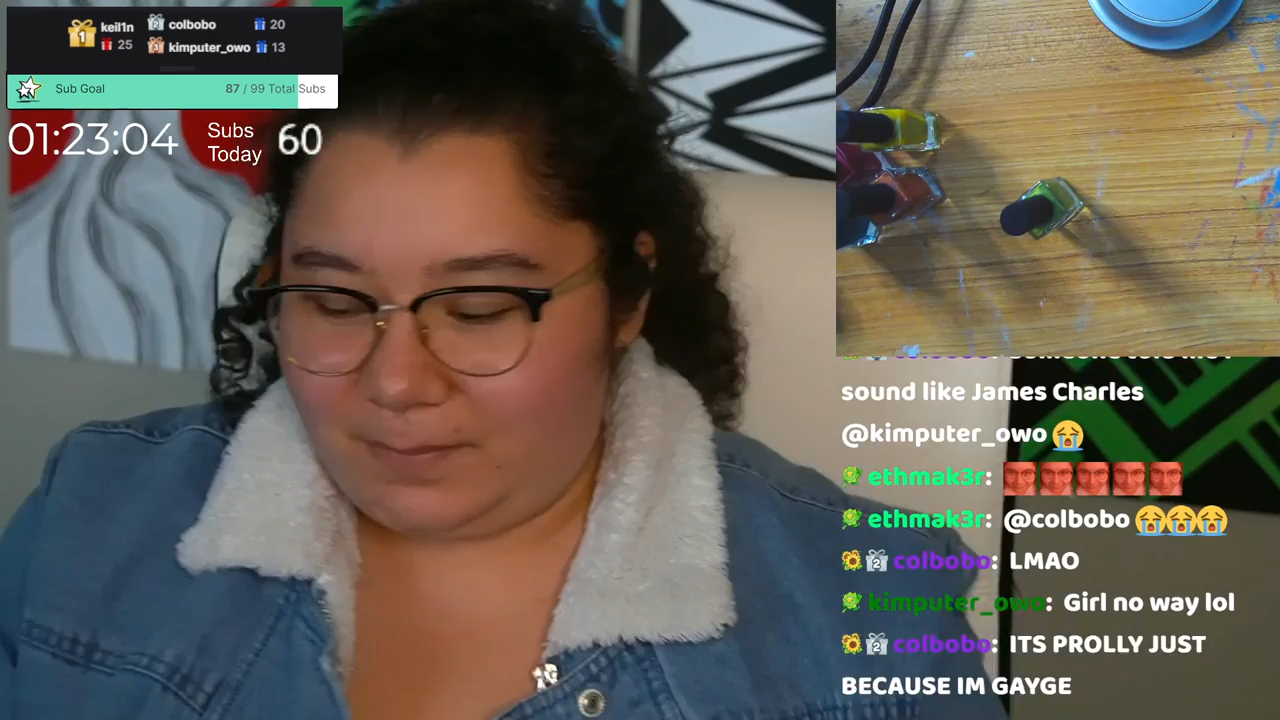 keil1n
25
colbobo 20
kimputer_owo 13
Sub Goal 87 / 99 Total Subs
01:23:04
Subs Today 60
sound like James Charles
@kimputer_owo
ethmak3r:
ethmak3r: @colbobo
colbobo: LMAO
kimputer_owo: Girl no way lol
colbobo: ITS PROLLY JUST
BECAUSE IM GAYGE